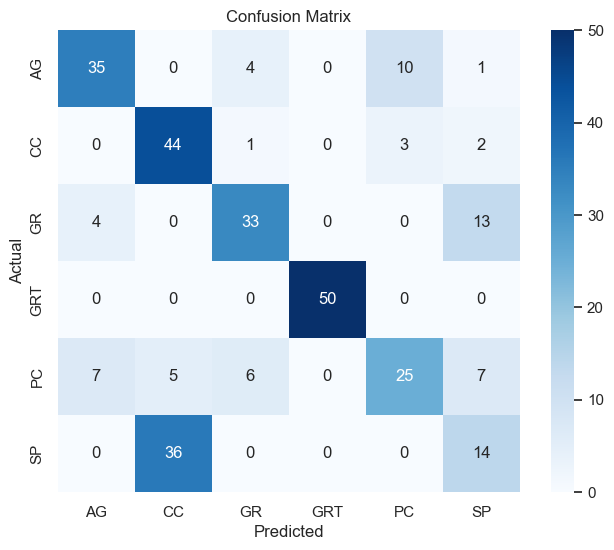 Confusion Matrix
Actual
AG 35 0 4 0 10 1
CC 0 44 1 0 3 2
GR 4 0 33 0 0 13
GRT 0 0 0 50 0 0
PC 7 5 6 0 25 7
SP 0 36 0 0 0 14
AG CC GR GRT PC SP
Predicted
50
40
30
20
10
0